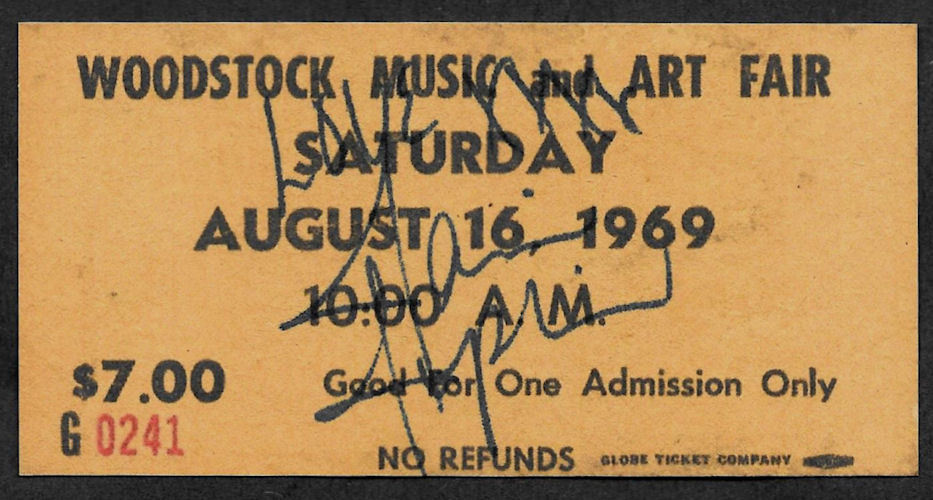 WOODSTOCK MUSIC and ART FAIR
LOVE
SATURDAY
AUGUST 16, 1969
10:00 A.M.
$7.00
Good For One Admission Only
G 0241
NO REFUNDS
GLOBE TICKET COMPANY